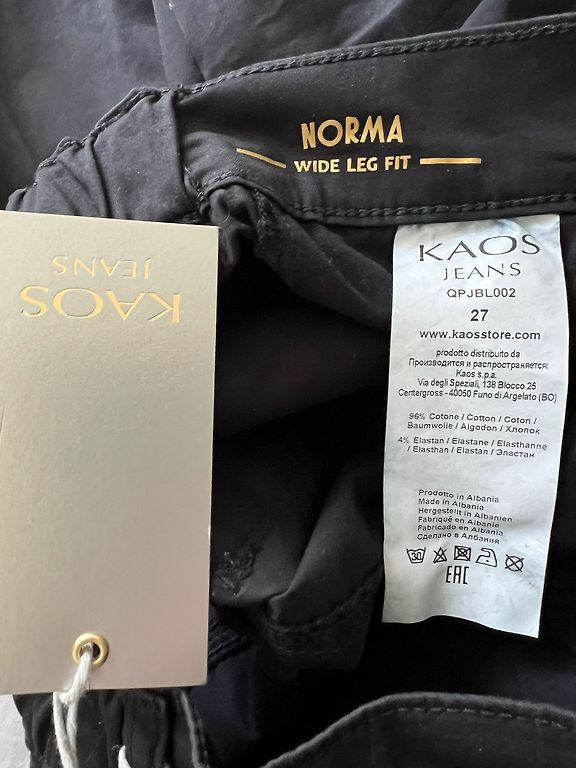 NORMA
WIDE LEG FIT
KAOS
JEANS
KAOS
JEANS
QPJBL002
27
www.kaosstore.com
prodotto distribuito da
Производится и распространяется:
Kaos s.p.a.
Via degli Speziali, 138 Blocco 25
Centergross - 40050 Funo di Argelato (BO)
96% Cotone / Cotton / Coton /
Baumwolle / Algodon / Хлопок
4% Elastan / Elastane / Elasthanne
/ Elasthan / Elastan / Эластан
Prodotto in Albania
Made in Albania
Hergestellt in Albanien
Fabriqué en Albanie
Fabricado en Albania
Сделано в Албании
30
EAC